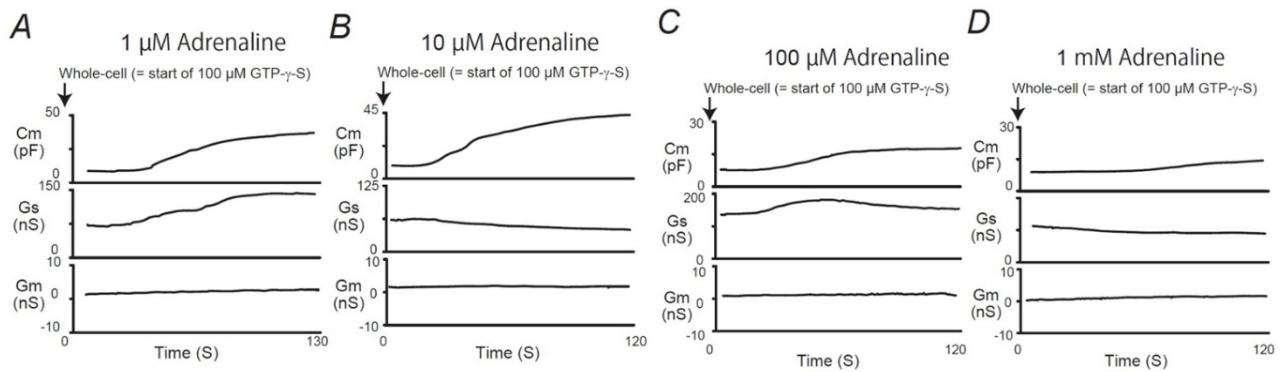 A
1 µM Adrenaline
Whole-cell (= start of 100 µM GTP-γ-S)
50
Cm
(pF)
0
150
Gs
(nS)
0
10
Gm
(nS)
0
-10
0
130
Time (S)
B
10 µM Adrenaline
Whole-cell (= start of 100 µM GTP-γ-S)
45
Cm
(pF)
0
125
Gs
(nS)
0
10
Gm
(nS)
0
-10
0
120
Time (S)
C
100 µM Adrenaline
Whole-cell (= start of 100 µM GTP-γ-S)
30
Cm
(pF)
0
200
Gs
(nS)
0
10
Gm
(nS)
0
-10
0
120
Time (S)
D
1 mM Adrenaline
Whole-cell (= start of 100 µM GTP-γ-S)
30
Cm
(pF)
0
Gs
(nS)
0
10
Gm
(nS)
0
-10
0
120
Time (S)